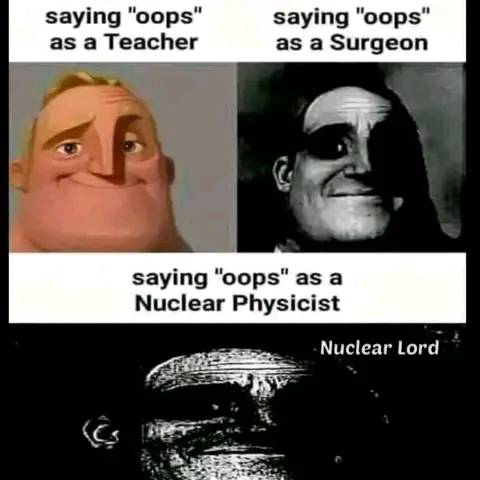 saying "oops"
as a Teacher
saying "oops"
as a Surgeon
saying "oops" as a
Nuclear Physicist
Nuclear Lord